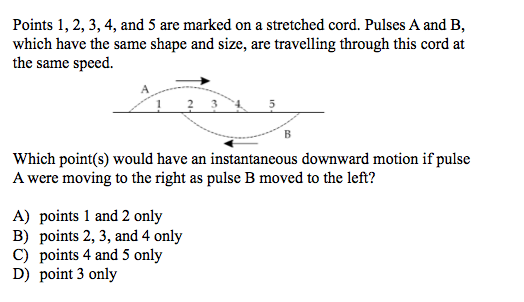 Points 1, 2, 3, 4, and 5 are marked on a stretched cord. Pulses A and B,
which have the same shape and size, are travelling through this cord at
the same speed.
A
1 2 3 4 5
B
Which point(s) would have an instantaneous downward motion if pulse
A were moving to the right as pulse B moved to the left?
A) points 1 and 2 only
B) points 2, 3, and 4 only
C) points 4 and 5 only
D) point 3 only